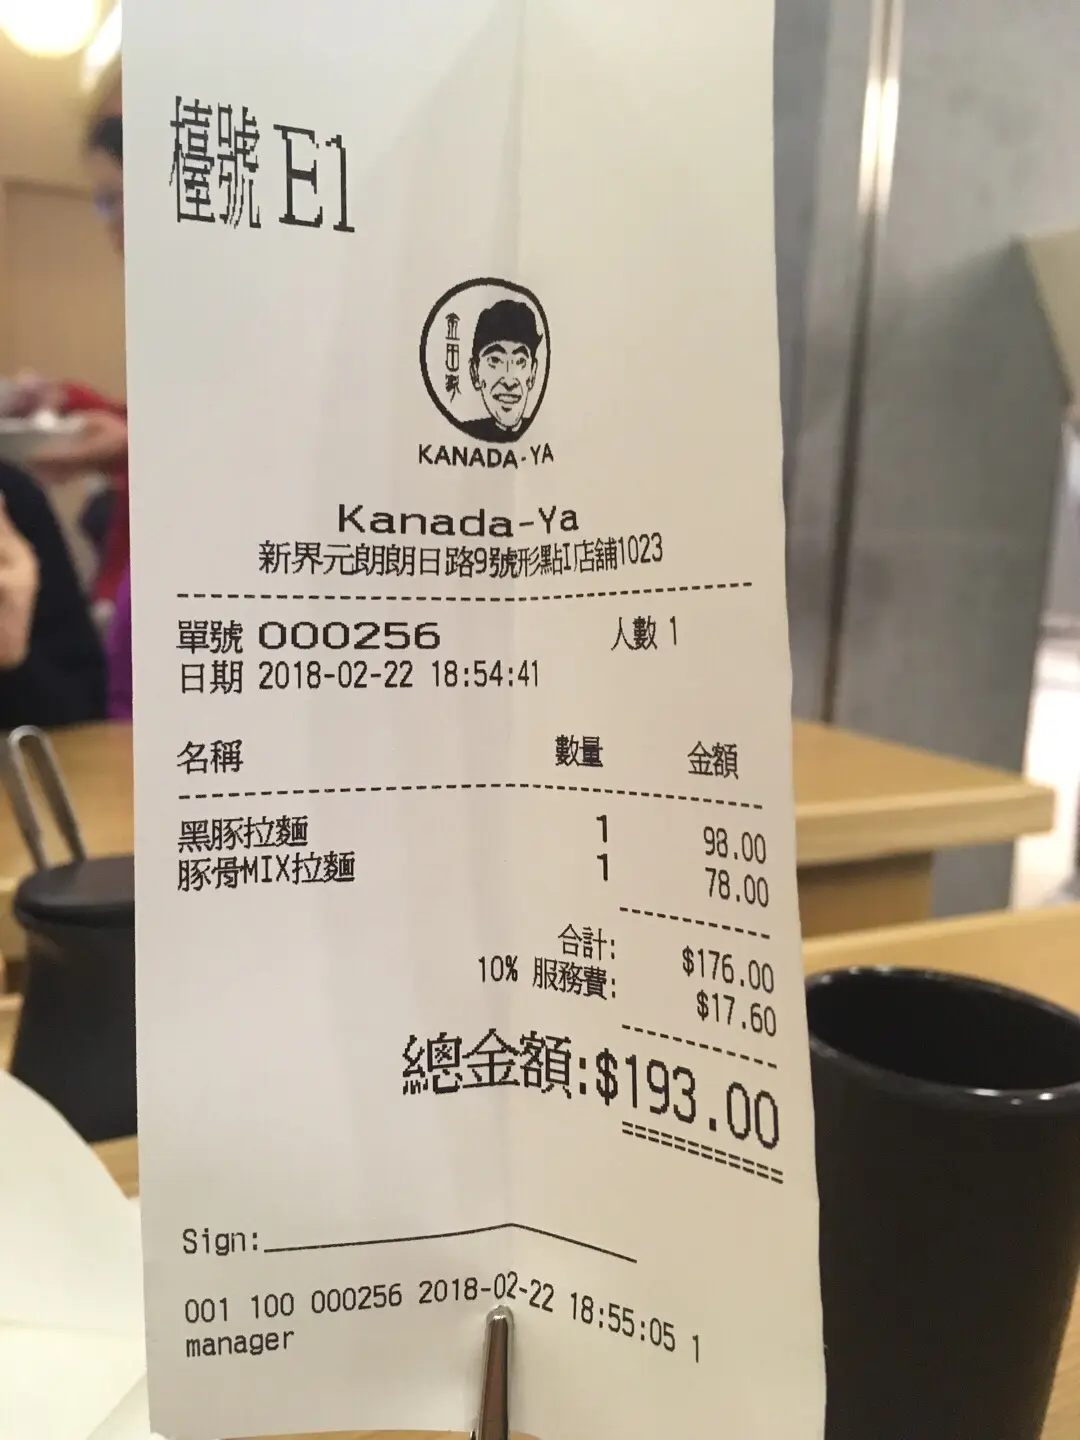 檯號 E1
金田家
KANADA-YA
Kanada-Ya
新界元朗朗日路9號形點I店舖1023
單號 000256 人數 1
日期 2018-02-22 18:54:41
名稱 數量 金額
黑豚拉麵 1 98.00
豚骨MIX拉麵 1 78.00
合計: $176.00
10% 服務費: $17.60
總金額:$193.00
Sign:
001 100 000256 2018-02-22 18:55:05 1
manager